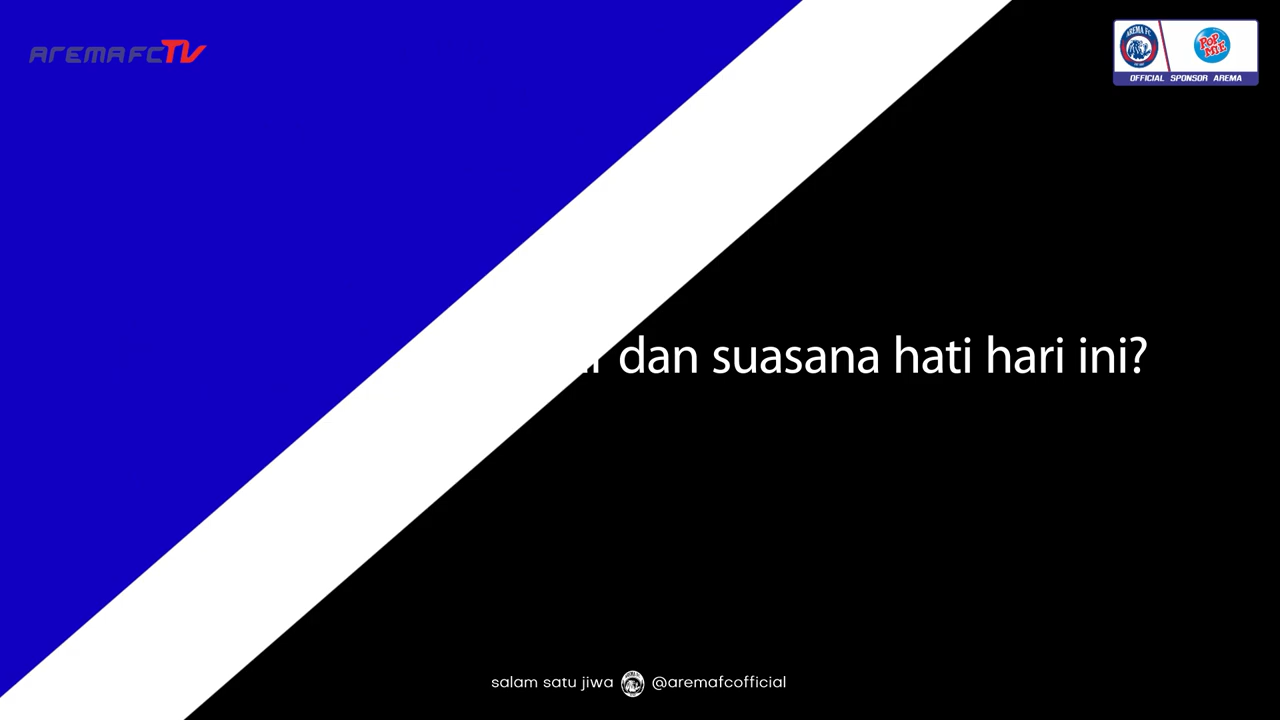 AREMAFCTV
AREMA FC
POP MIE
OFFICIAL SPONSOR AREMA
dan suasana hati hari ini?
salam satu jiwa @aremafcofficial